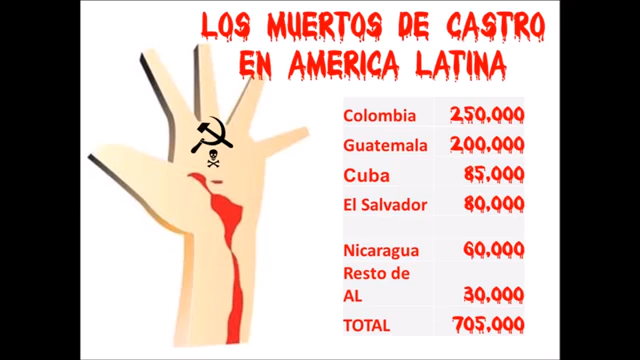 LOS MUERTOS DE CASTRO
EN AMERICA LATINA
Colombia 250,000
Guatemala 200,000
Cuba 85,000
El Salvador 80,000
Nicaragua 60,000
Resto de
AL 30,000
TOTAL 705,000